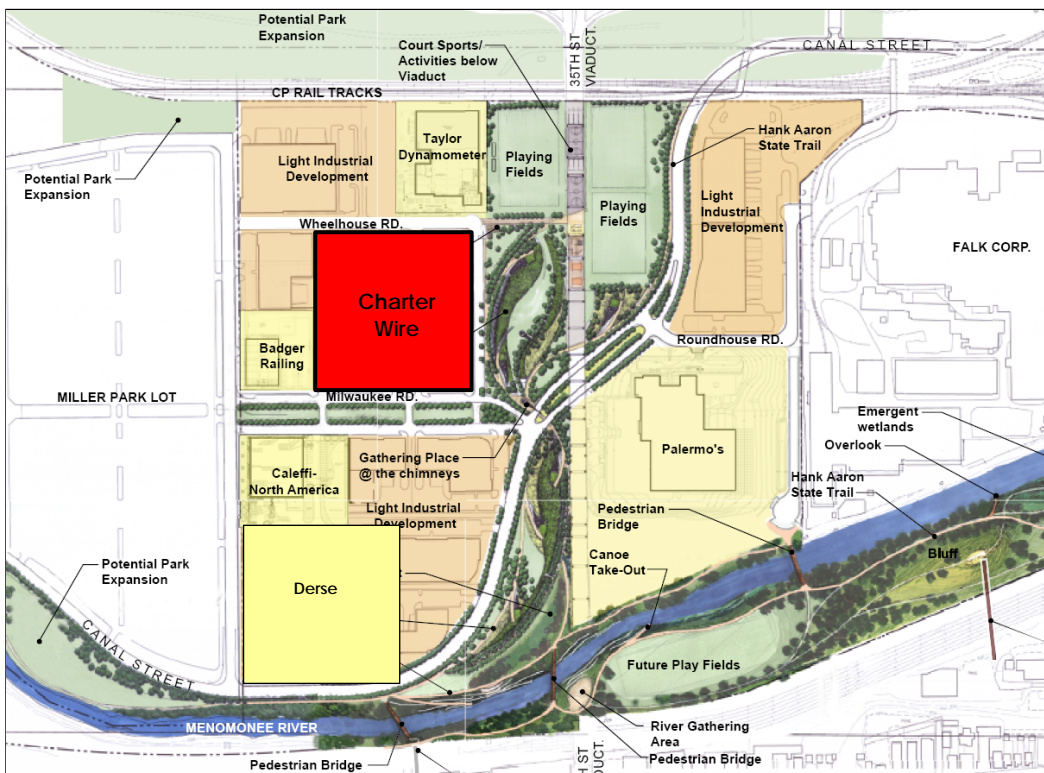 Potential Park
Expansion
Court Sports/
Activities below
Viaduct
35TH ST
VIADUCT.
CANAL STREET
CP RAIL TRACKS
Potential Park
Expansion
Light Industrial
Development
Taylor
Dynamometer
Playing
Fields
Playing
Fields
Hank Aaron
State Trail
Light
Industrial
Development
FALK CORP.
Wheelhouse RD.
Charter
Wire
Badger
Railing
Roundhouse RD.
MILLER PARK LOT
Milwaukee RD.
Gathering Place
@ the chimneys
Palermo's
Emergent
wetlands
Overlook
Hank Aaron
State Trail
Caleffi-
North America
Light Industrial
Development
Pedestrian
Bridge
Canoe
Take-Out
Bluff
Potential Park
Expansion
Derse
CANAL STREET
Future Play Fields
MENOMONEE RIVER
River Gathering
Area
Pedestrian Bridge
Pedestrian Bridge
H ST
VIADUCT.